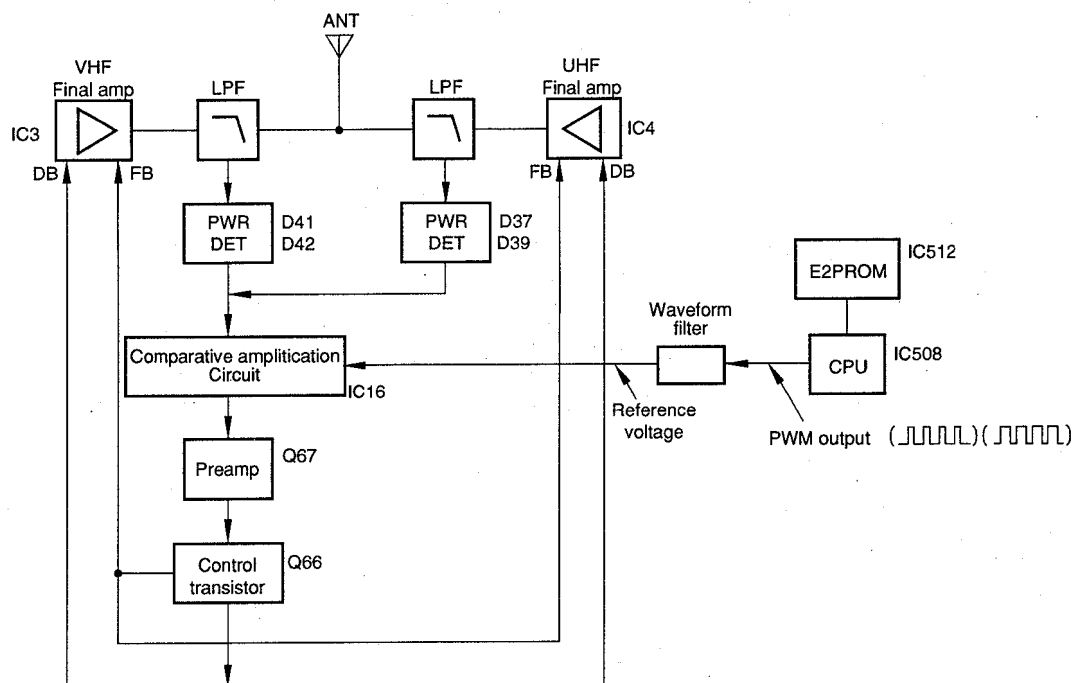 ANT
VHF
Final amp
LPF
LPF
UHF
Final amp
IC3
IC4
DB
FB
FB
DB
PWR
DET
D41
D42
PWR
DET
D37
D39
E2PROM
IC512
Waveform
filter
Comparative amplitication
Circuit
IC16
CPU
IC508
Reference
voltage
PWM output
Preamp
Q67
Control
transistor
Q66